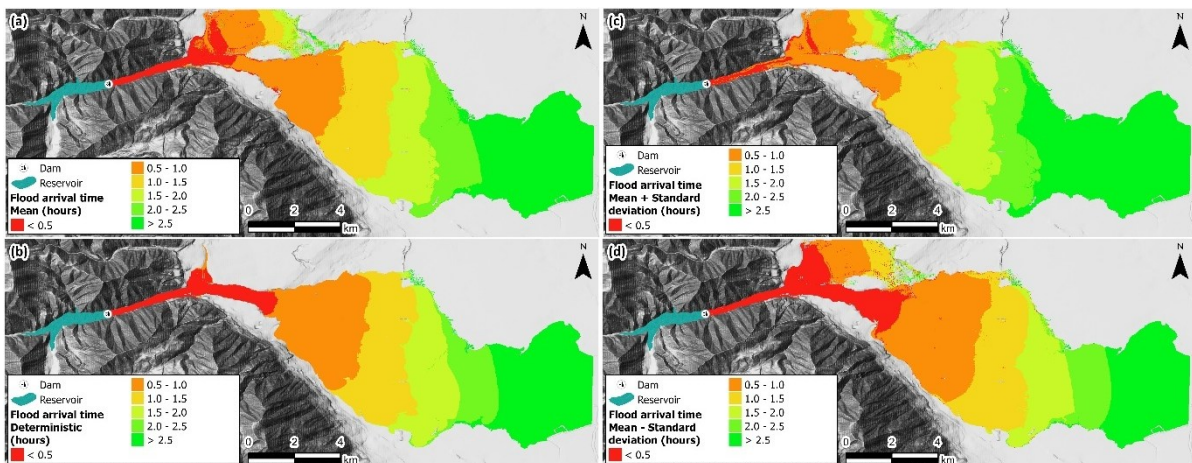 (a)
N
Dam
Reservoir
Flood arrival time
Mean (hours)
< 0.5
0.5 - 1.0
1.0 - 1.5
1.5 - 2.0
2.0 - 2.5
> 2.5
0 2 4
km
(c)
N
Dam
Reservoir
Flood arrival time
Mean + Standard
deviation (hours)
< 0.5
0.5 - 1.0
1.0 - 1.5
1.5 - 2.0
2.0 - 2.5
> 2.5
0 2 4
km
(b)
N
Dam
Reservoir
Flood arrival time
Deterministic
(hours)
< 0.5
0.5 - 1.0
1.0 - 1.5
1.5 - 2.0
2.0 - 2.5
> 2.5
0 2 4
km
(d)
N
Dam
Reservoir
Flood arrival time
Mean - Standard
deviation (hours)
< 0.5
0.5 - 1.0
1.0 - 1.5
1.5 - 2.0
2.0 - 2.5
> 2.5
0 2 4
km